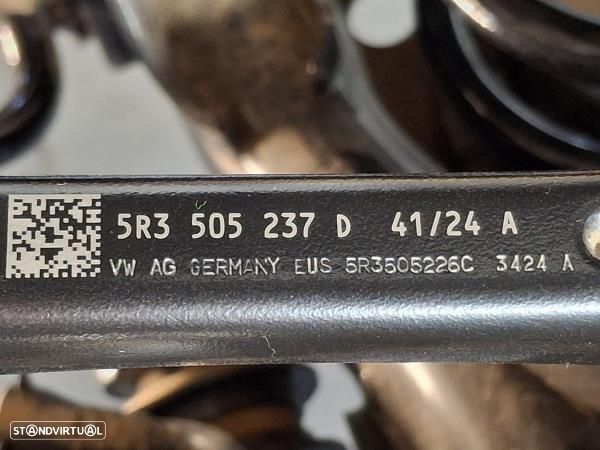 5R3 505 237 D 41/24 A
VW AG GERMANY EUS 5R3505226C 3424 A
STANDVIRTUAL